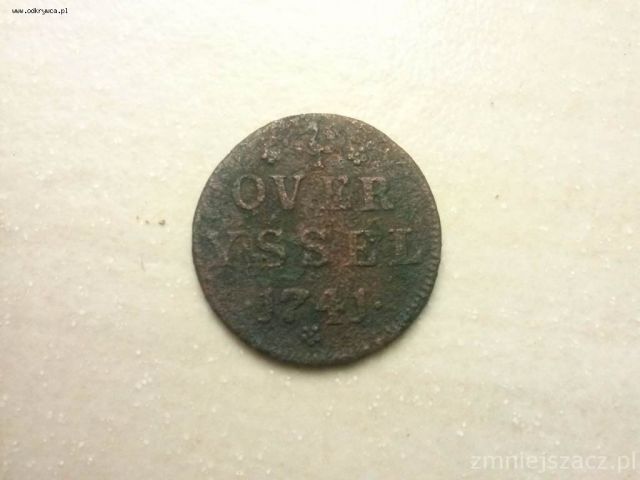 www.odkrywca.pl
OVER
YSSEL
·1741·
zmniejszacz.pl